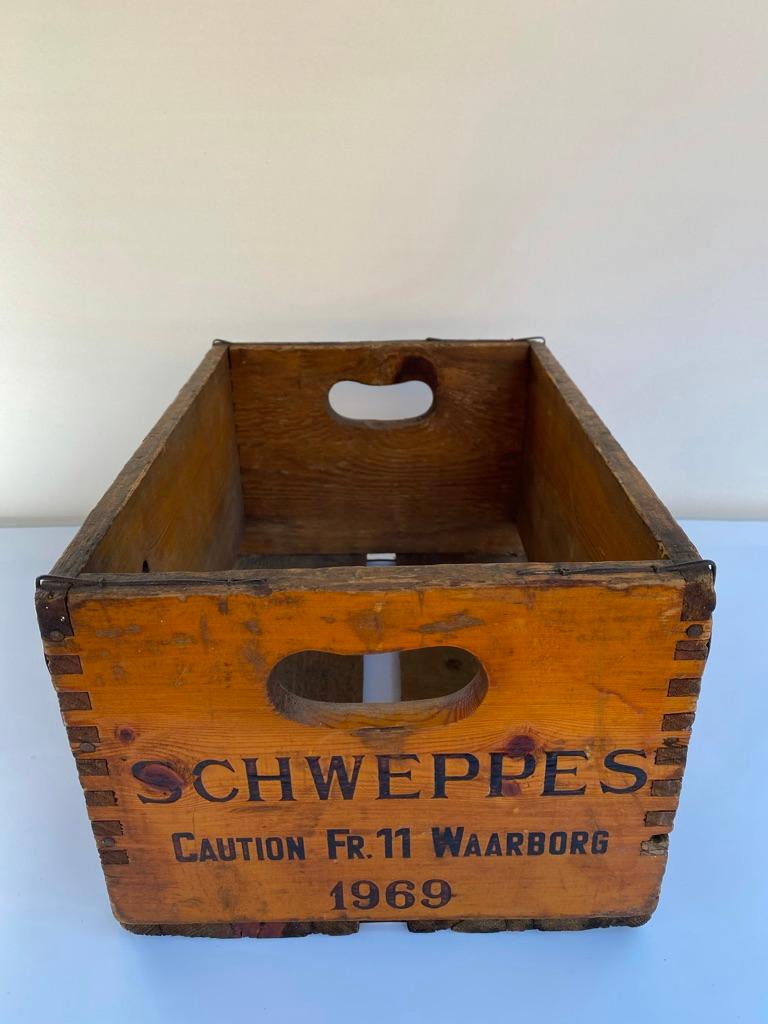 SCHWEPPES
CAUTION FR. 11 WAARBORG
1969